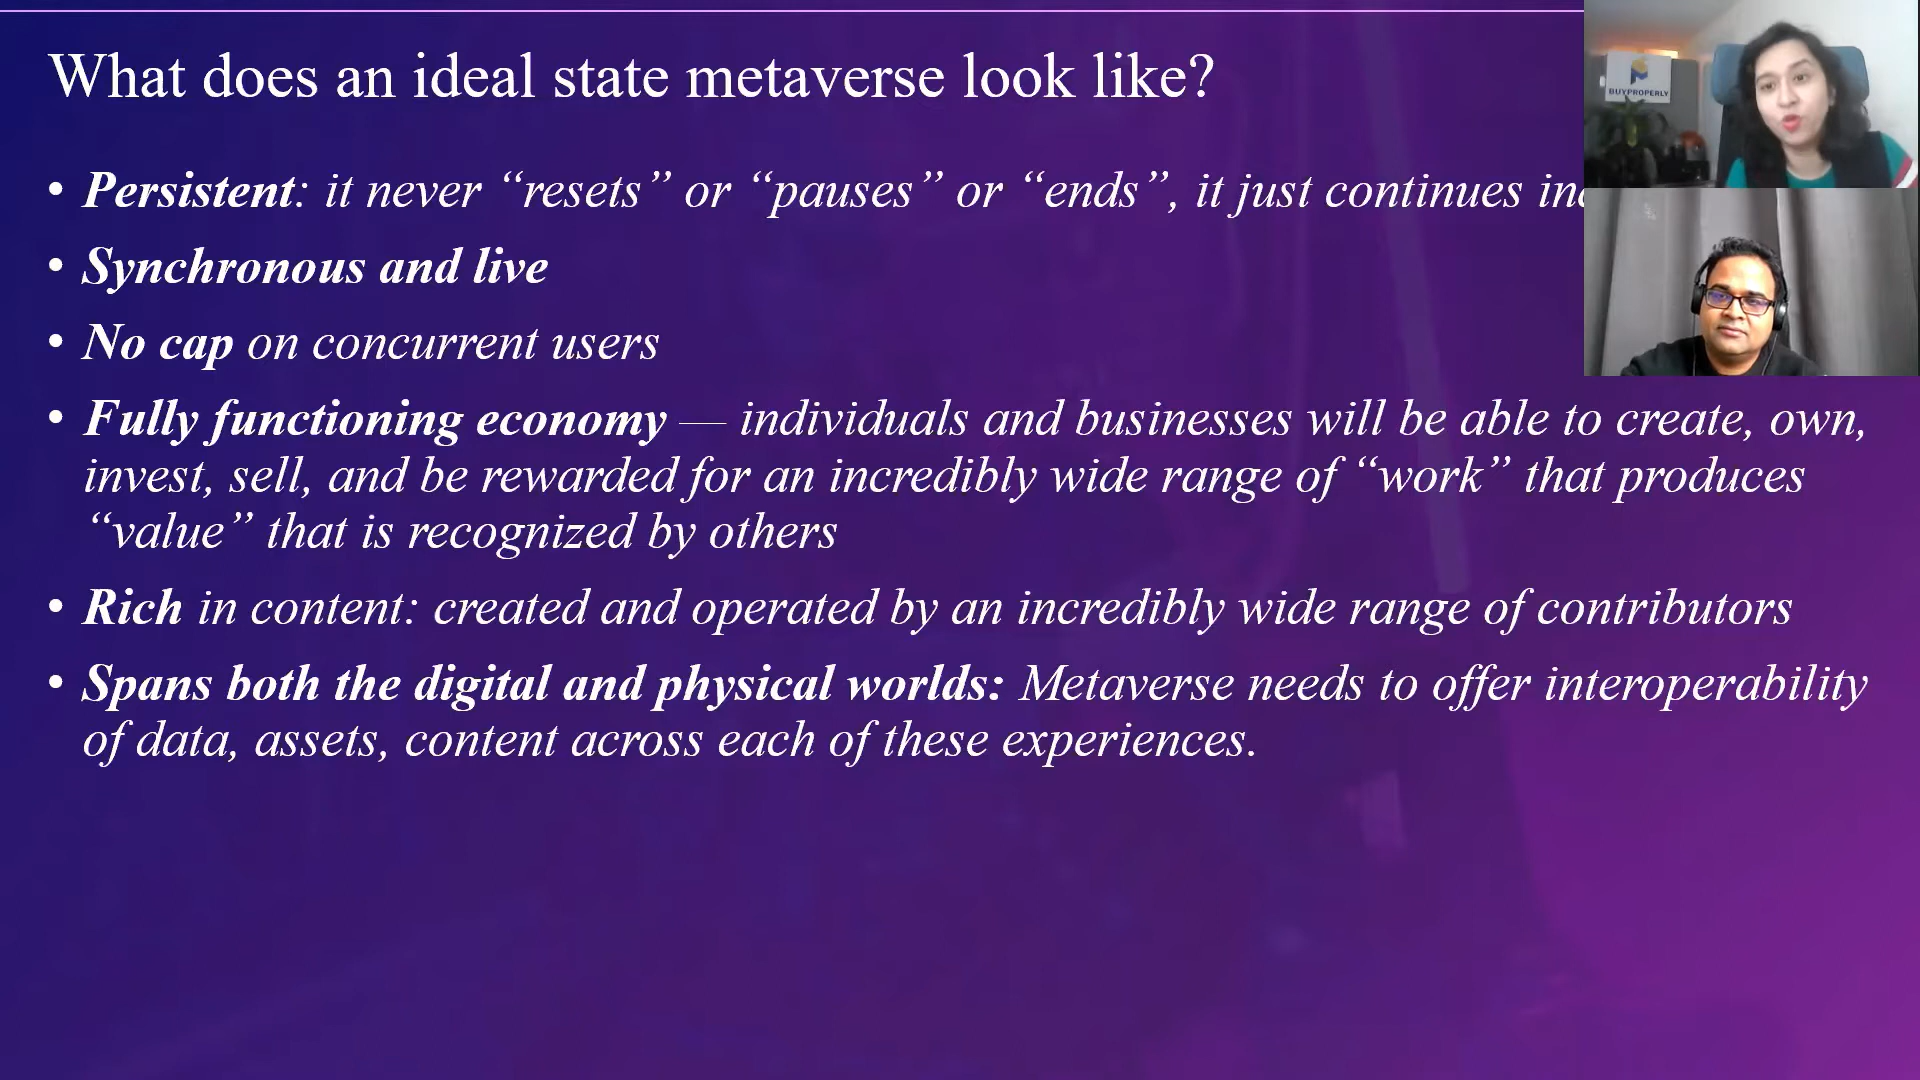 What does an ideal state metaverse look like?
BUYPROPERLY
• Persistent: it never “resets” or “pauses” or “ends”, it just continues
• Synchronous and live
• No cap on concurrent users
• Fully functioning economy — individuals and businesses will be able to create, own,
invest, sell, and be rewarded for an incredibly wide range of “work” that produces
“value” that is recognized by others
• Rich in content: created and operated by an incredibly wide range of contributors
• Spans both the digital and physical worlds: Metaverse needs to offer interoperability
of data, assets, content across each of these experiences.